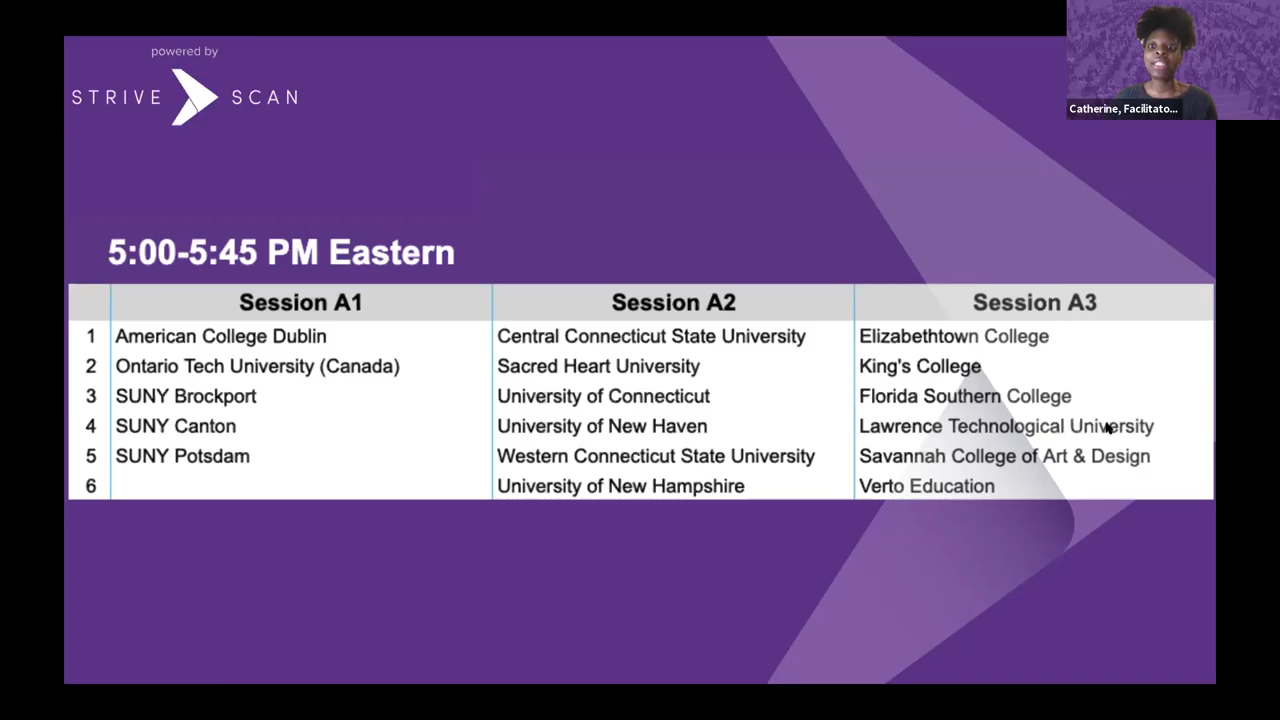 powered by
STRIVE SCAN
Catherine, Facilitato...
5:00-5:45 PM Eastern
Session A1 Session A2 Session A3
1 American College Dublin Central Connecticut State University Elizabethtown College
2 Ontario Tech University (Canada) Sacred Heart University King's College
3 SUNY Brockport University of Connecticut Florida Southern College
4 SUNY Canton University of New Haven Lawrence Technological University
5 SUNY Potsdam Western Connecticut State University Savannah College of Art & Design
6 University of New Hampshire Verto Education